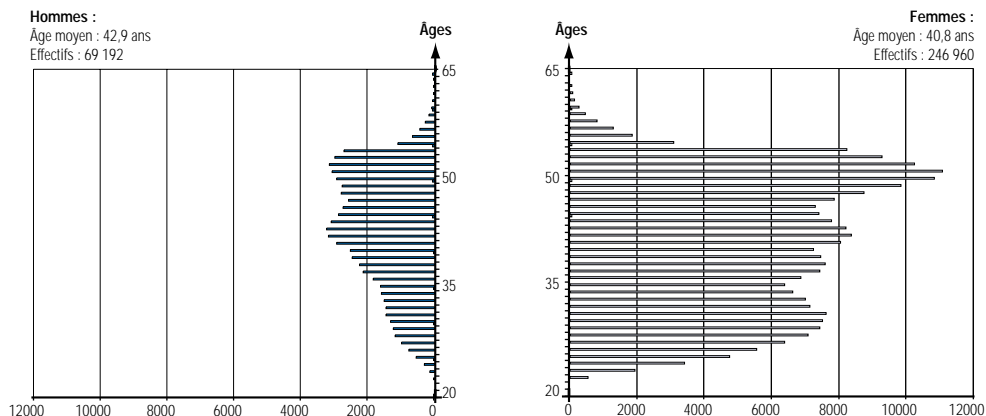 Hommes :
Âge moyen : 42,9 ans
Effectifs : 69 192
Âges
65
50
35
20
12000 10000 8000 6000 4000 2000 0
Femmes :
Âge moyen : 40,8 ans
Effectifs : 246 960
Âges
65
50
35
20
0 2000 4000 6000 8000 10000 12000